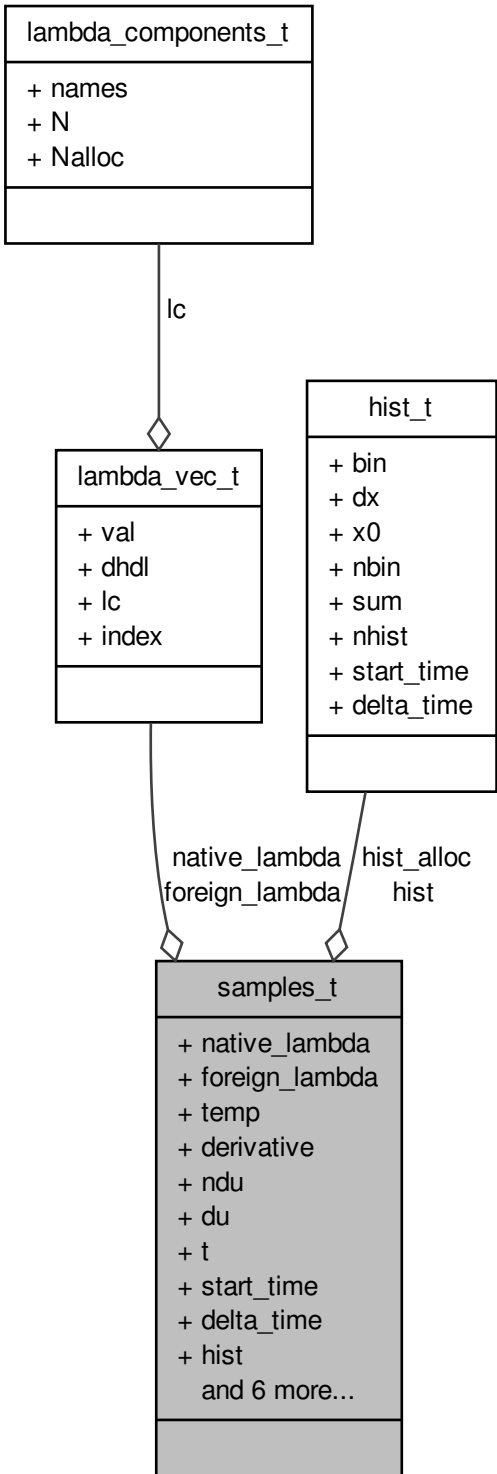 lambda_components_t
+ names
+ N
+ Nalloc
lc
hist_t
+ bin
+ dx
+ x0
+ nbin
+ sum
+ nhist
+ start_time
+ delta_time
lambda_vec_t
+ val
+ dhdl
+ lc
+ index
native_lambda
foreign_lambda
hist_alloc
hist
samples_t
+ native_lambda
+ foreign_lambda
+ temp
+ derivative
+ ndu
+ du
+ t
+ start_time
+ delta_time
+ hist
and 6 more...